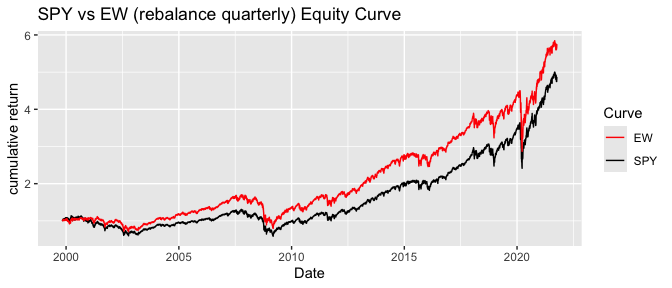 SPY vs EW (rebalance quarterly) Equity Curve
cumulative return
6
4
2
2000
2005
2010
2015
2020
Date
Curve
EW
SPY